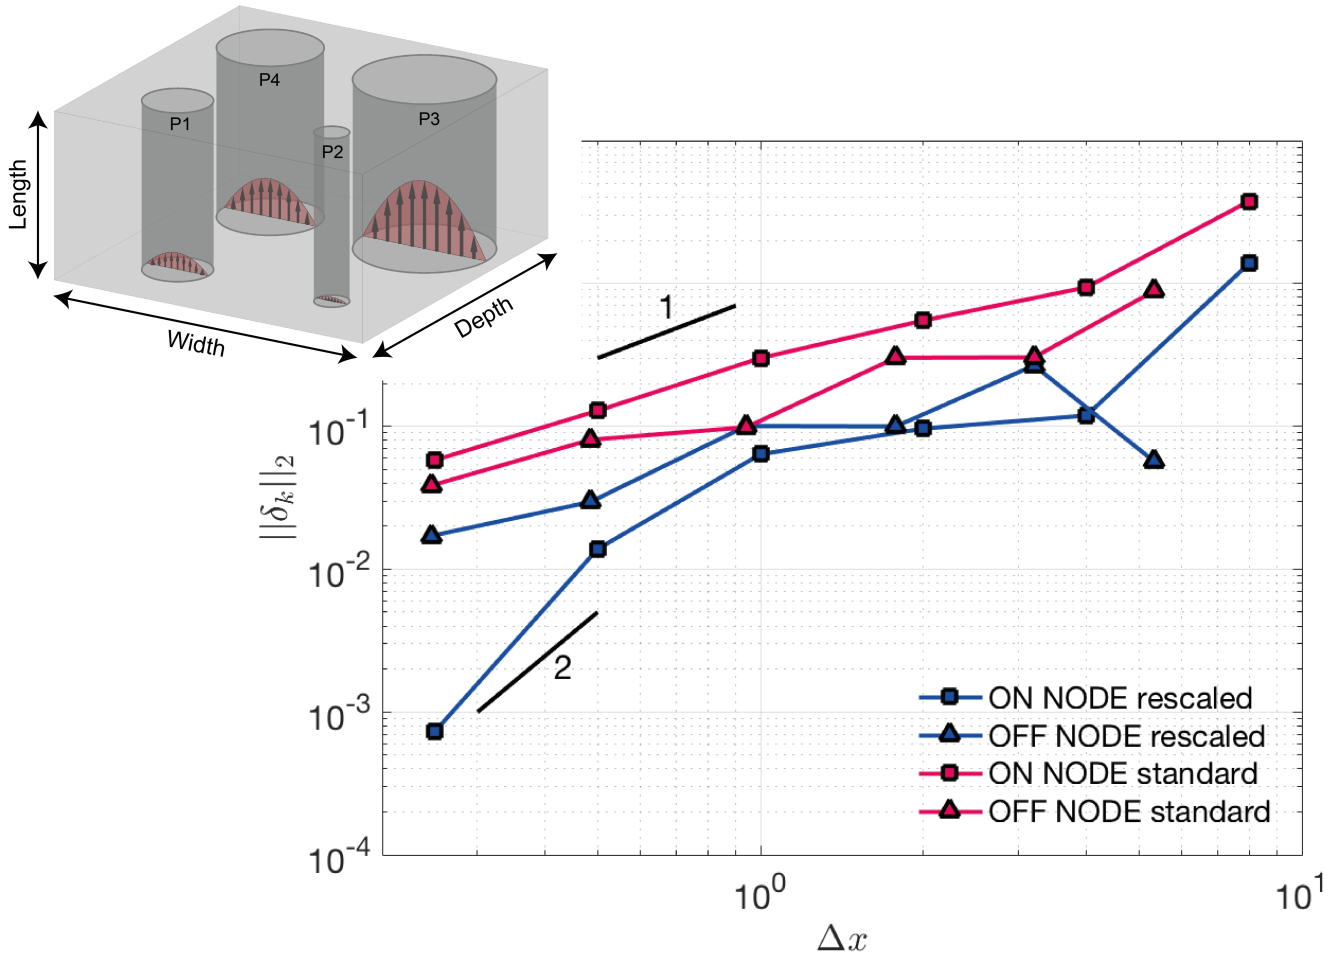 P4
P1
P3
P2
Length
Width
Depth
1
10^-1
10^-2
10^-3
10^-4
||δ_k||_2
2
ON NODE rescaled
OFF NODE rescaled
ON NODE standard
OFF NODE standard
10^0
10^1
Δx